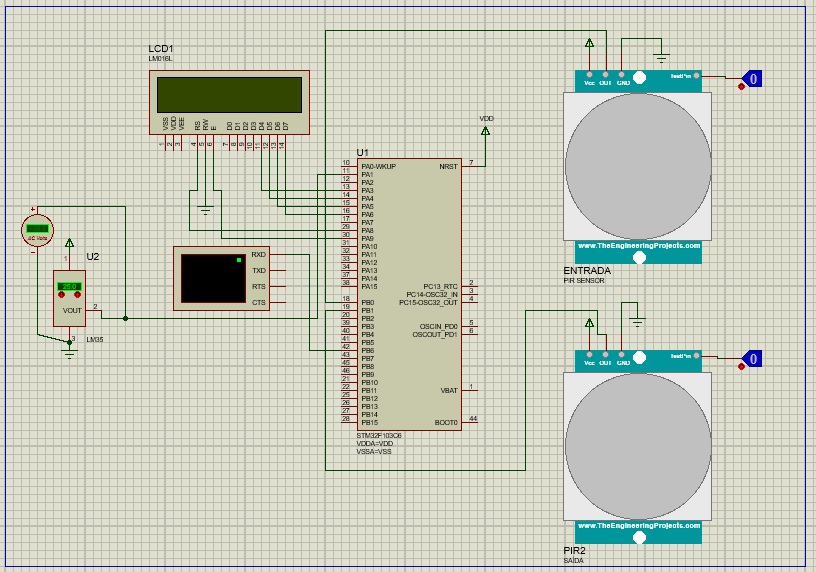 LCD1
LM016L
VSS VDD VEE RS RW E D0 D1 D2 D3 D4 D5 D6 D7
1 2 3 4 5 6 7 8 9 10 11 12 13 14
U2
1
VOUT 2
3
LM35
+
AC Volts
-
RXD
TXD
RTS
CTS
U1
VDD
10 PA0-WKUP NRST 7
11 PA1
12 PA2
13 PA3
14 PA4
15 PA5
16 PA6
17 PA7
29 PA8
30 PA9
31 PA10
32 PA11
33 PA12
34 PA13
37 PA14
38 PA15
PC13_RTC 2
PC14-OSC32_IN 3
18 PB0 PC15-OSC32_OUT 4
19 PB1
20 PB2
39 PB3 OSCIN_PD0 5
40 PB4 OSCOUT_PD1 6
41 PB5
42 PB6
43 PB7
45 PB8
46 PB9
21 PB10
22 PB11 VBAT 1
25 PB12
26 PB13
27 PB14
28 PB15 BOOT0 44
STM32F103C6
VDDA=VDD
VSSA=VSS
Vcc OUT GND TestPin 0
www.TheEngineeringProjects.com
ENTRADA
PIR SENSOR
Vcc OUT GND TestPin 0
www.TheEngineeringProjects.com
PIR2
SAIDA